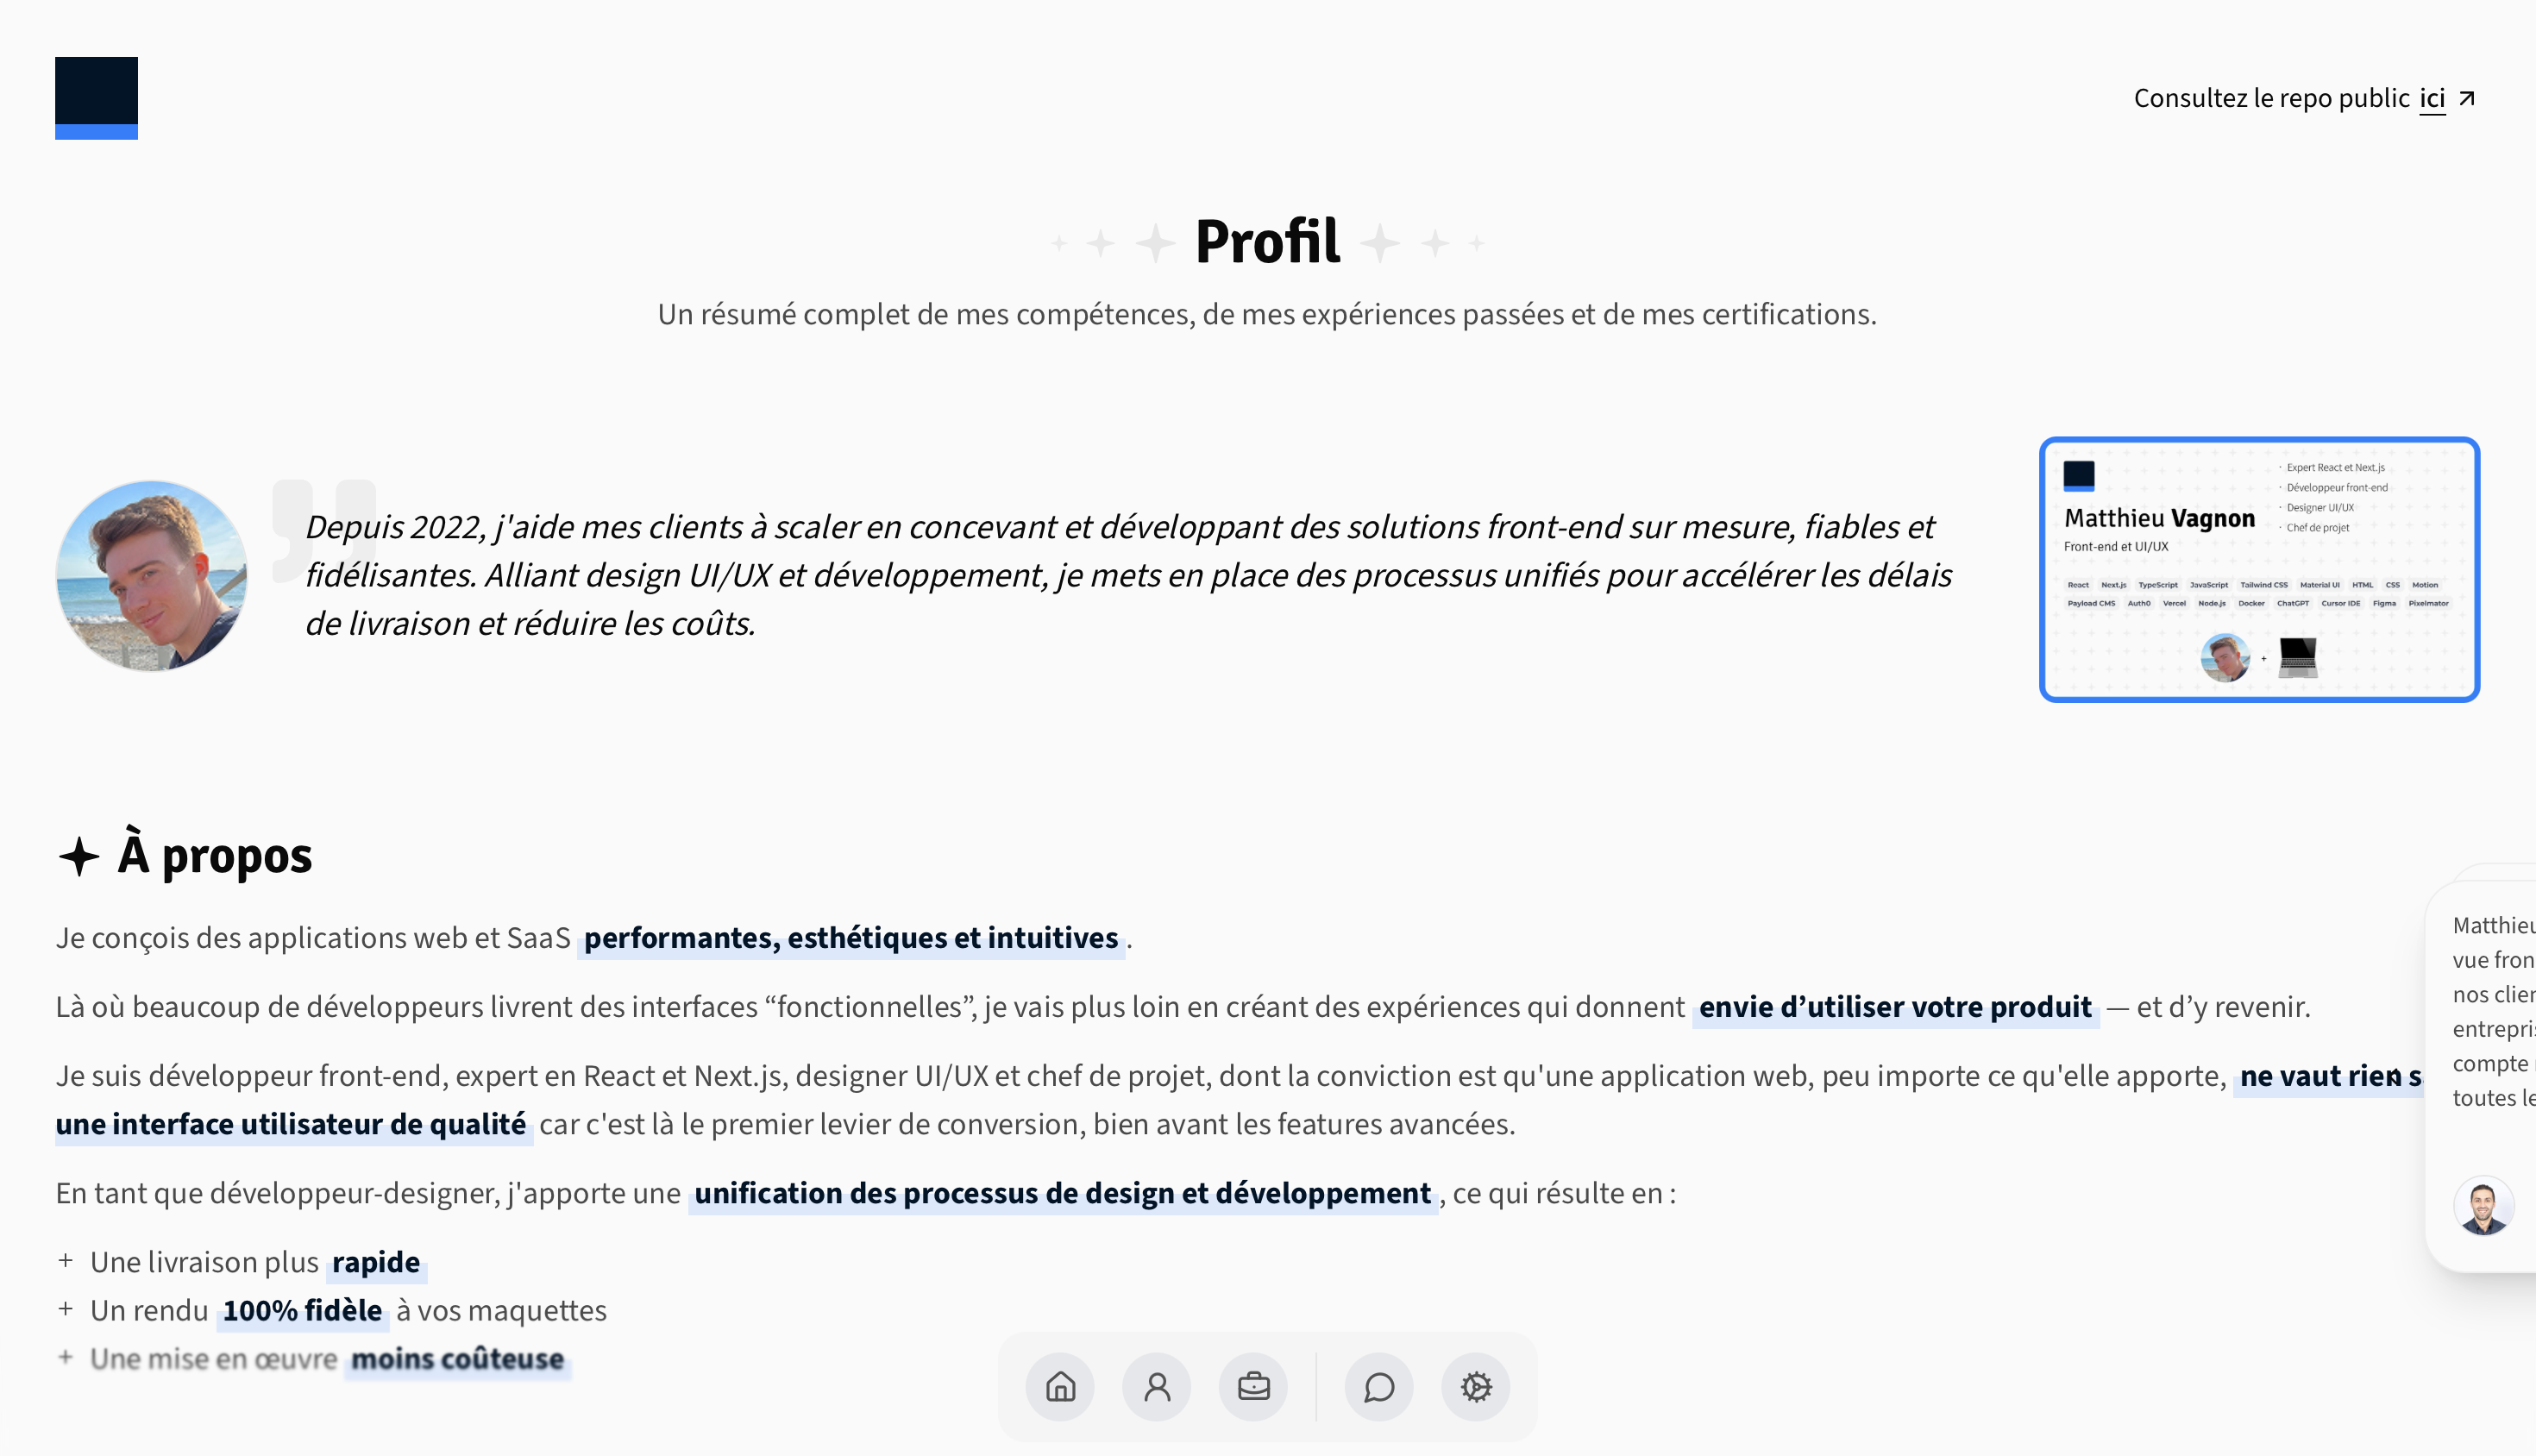 Consultez le repo public ici
Profil
Un résumé complet de mes compétences, de mes expériences passées et de mes certifications.
Depuis 2022, j'aide mes clients à scaler en concevant et développant des solutions front-end sur mesure, fiables et
fidélisantes. Alliant design UI/UX et développement, je mets en place des processus unifiés pour accélérer les délais
de livraison et réduire les coûts.
· Expert React et Next.js
· Développeur front-end
· Designer UI/UX
· Chef de projet
Matthieu Vagnon
Front-end et UI/UX
React Next.js TypeScript JavaScript Tailwind CSS Material UI HTML CSS Motion
Payload CMS Auth0 Vercel Node.js Docker ChatGPT Cursor IDE Figma Pixelmator
À propos
Je conçois des applications web et SaaS performantes, esthétiques et intuitives.
Là où beaucoup de développeurs livrent des interfaces “fonctionnelles”, je vais plus loin en créant des expériences qui donnent envie d’utiliser votre produit — et d’y revenir.
Je suis développeur front-end, expert en React et Next.js, designer UI/UX et chef de projet, dont la conviction est qu'une application web, peu importe ce qu'elle apporte, ne vaut rien
une interface utilisateur de qualité car c'est là le premier levier de conversion, bien avant les features avancées.
En tant que développeur-designer, j'apporte une unification des processus de design et développement, ce qui résulte en :
+ Une livraison plus rapide
+ Un rendu 100% fidèle à vos maquettes
+ Une mise en œuvre moins coûteuse
Matthieu
vue
nos
compte
toutes